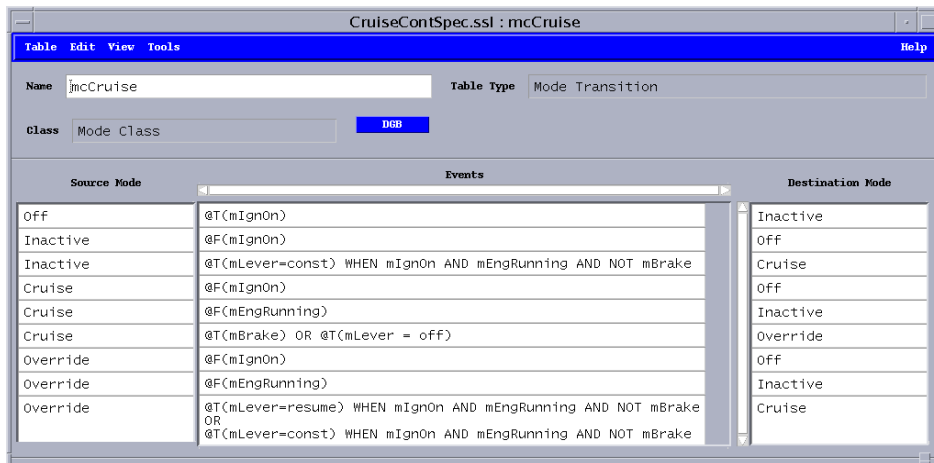 CruiseContSpec.ssl : mcCruise
Table Edit View Tools Help
Name mcCruise Table Type Mode Transition
Class Mode Class DGB
Source Mode Events Destination Mode
Off @T(mIgnOn) Inactive
Inactive @F(mIgnOn) Off
Inactive @T(mLever=const) WHEN mIgnOn AND mEngRunning AND NOT mBrake Cruise
Cruise @F(mIgnOn) Off
Cruise @F(mEngRunning) Inactive
Cruise @T(mBrake) OR @T(mLever = off) Override
Override @F(mIgnOn) Off
Override @F(mEngRunning) Inactive
Override @T(mLever=resume) WHEN mIgnOn AND mEngRunning AND NOT mBrake Cruise
OR
@T(mLever=const) WHEN mIgnOn AND mEngRunning AND NOT mBrake